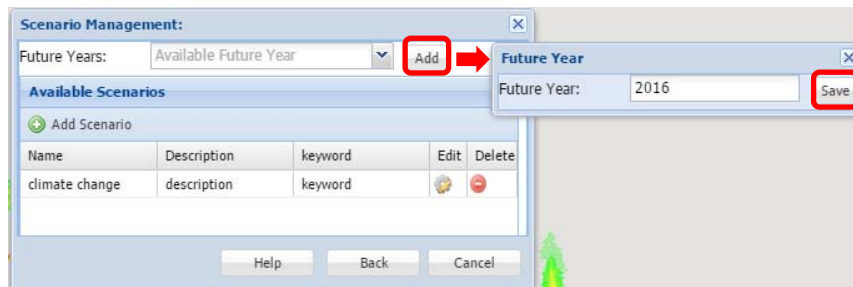 Scenario Management:
Future Years: Available Future Year Add
Future Year
Future Year: 2016 Save
Available Scenarios
Add Scenario
Name Description keyword Edit Delete
climate change description keyword
Help Back Cancel